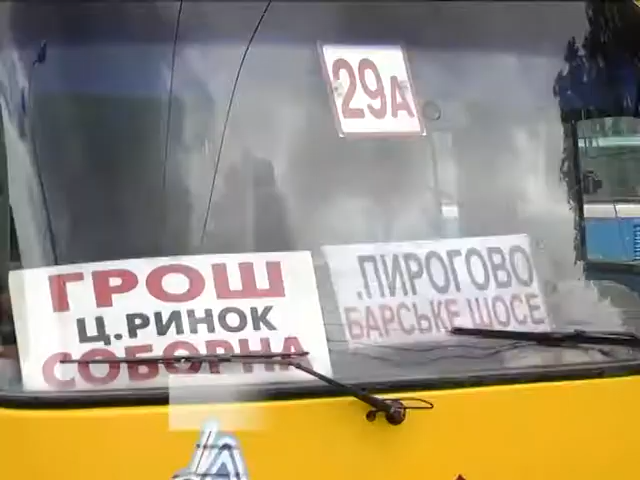 29А
ГРОШ
Ц.РИНОК
СОБОРНА
.ПИРОГОВО
БАРСЬКЕ ШОСЕ